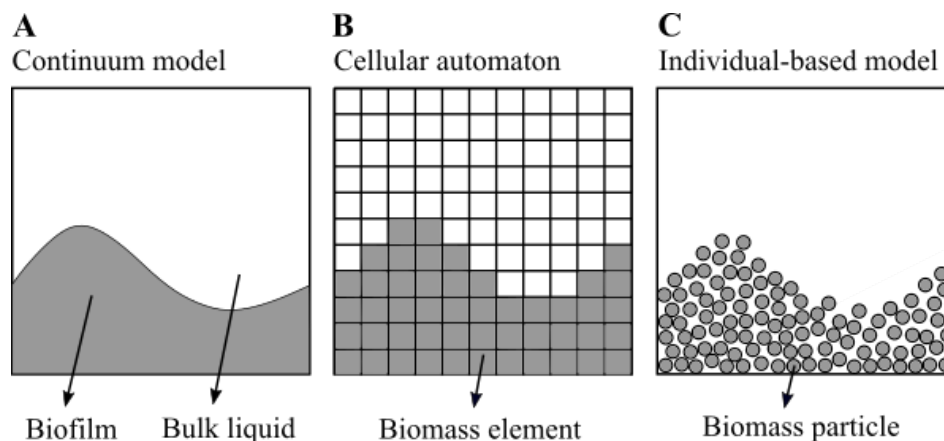 A
Continuum model
B
Cellular automaton
C
Individual-based model
Biofilm
Bulk liquid
Biomass element
Biomass particle